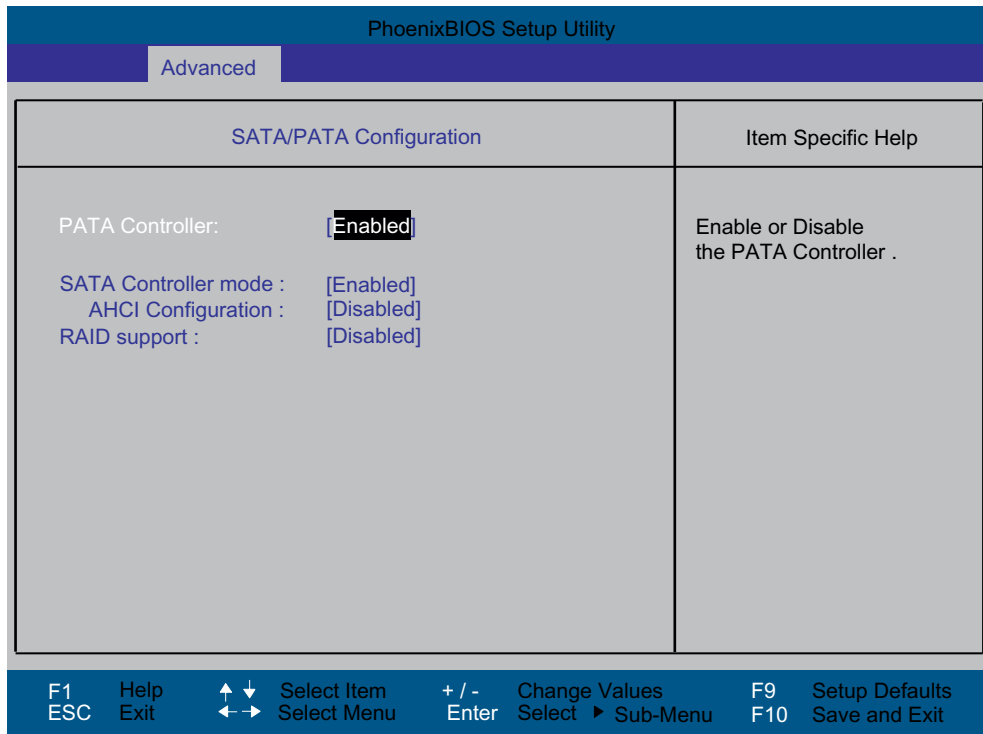 PhoenixBIOS Setup Utility
Advanced
SATA/PATA Configuration
Item Specific Help
PATA Controller: [Enabled]
Enable or Disable
the PATA Controller .
SATA Controller mode : [Enabled]
AHCI Configuration : [Disabled]
RAID support : [Disabled]
F1 Help Select Item + / - Change Values F9 Setup Defaults
ESC Exit Select Menu Enter Select Sub-Menu F10 Save and Exit